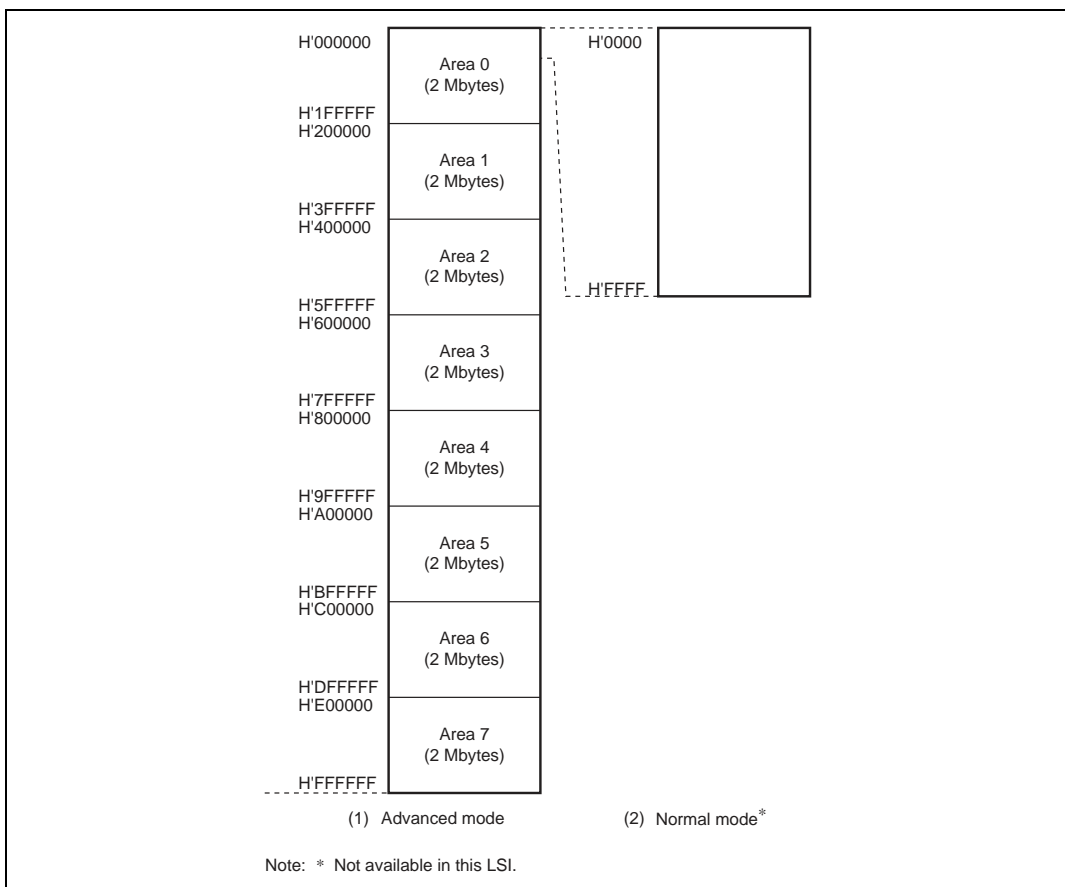 H'000000
Area 0
(2 Mbytes)
H'1FFFFF
H'200000
Area 1
(2 Mbytes)
H'3FFFFF
H'400000
Area 2
(2 Mbytes)
H'5FFFFF
H'600000
Area 3
(2 Mbytes)
H'7FFFFF
H'800000
Area 4
(2 Mbytes)
H'9FFFFF
H'A00000
Area 5
(2 Mbytes)
H'BFFFFF
H'C00000
Area 6
(2 Mbytes)
H'DFFFFF
H'E00000
Area 7
(2 Mbytes)
H'FFFFFF
(1) Advanced mode
H'0000
H'FFFF
(2) Normal mode*
Note: * Not available in this LSI.